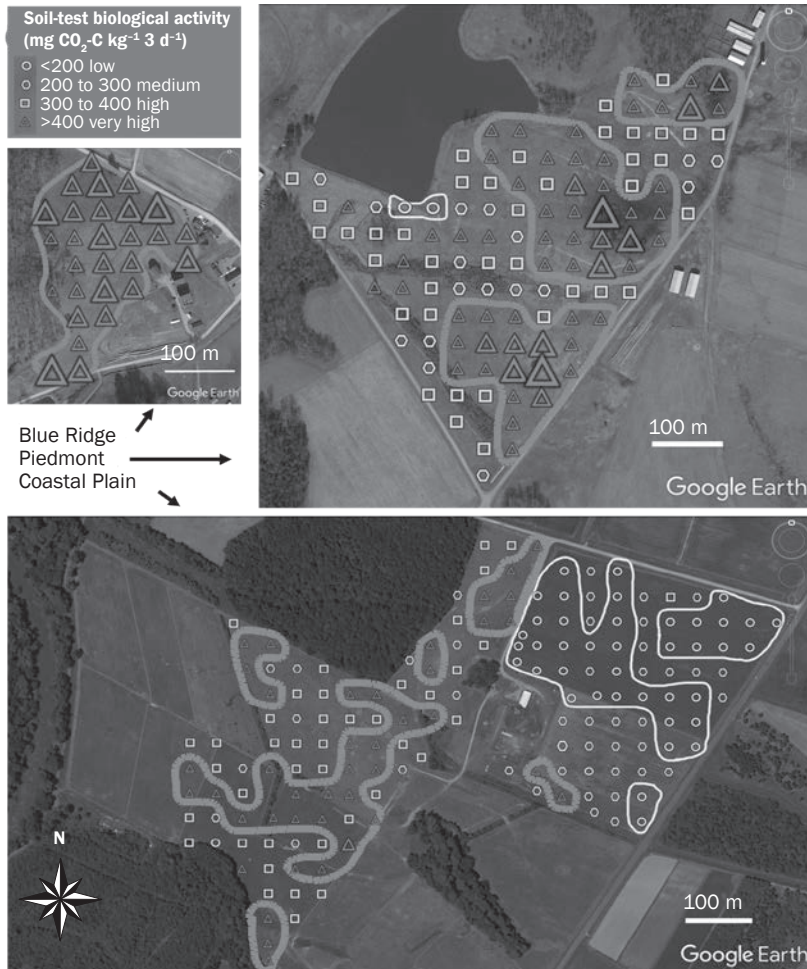 Soil-test biological activity
(mg CO₂-C kg⁻¹ 3 d⁻¹)
<200 low
200 to 300 medium
300 to 400 high
>400 very high
100 m
Google Earth
Blue Ridge
Piedmont
Coastal Plain
100 m
Google Earth
N
100 m
Google Earth